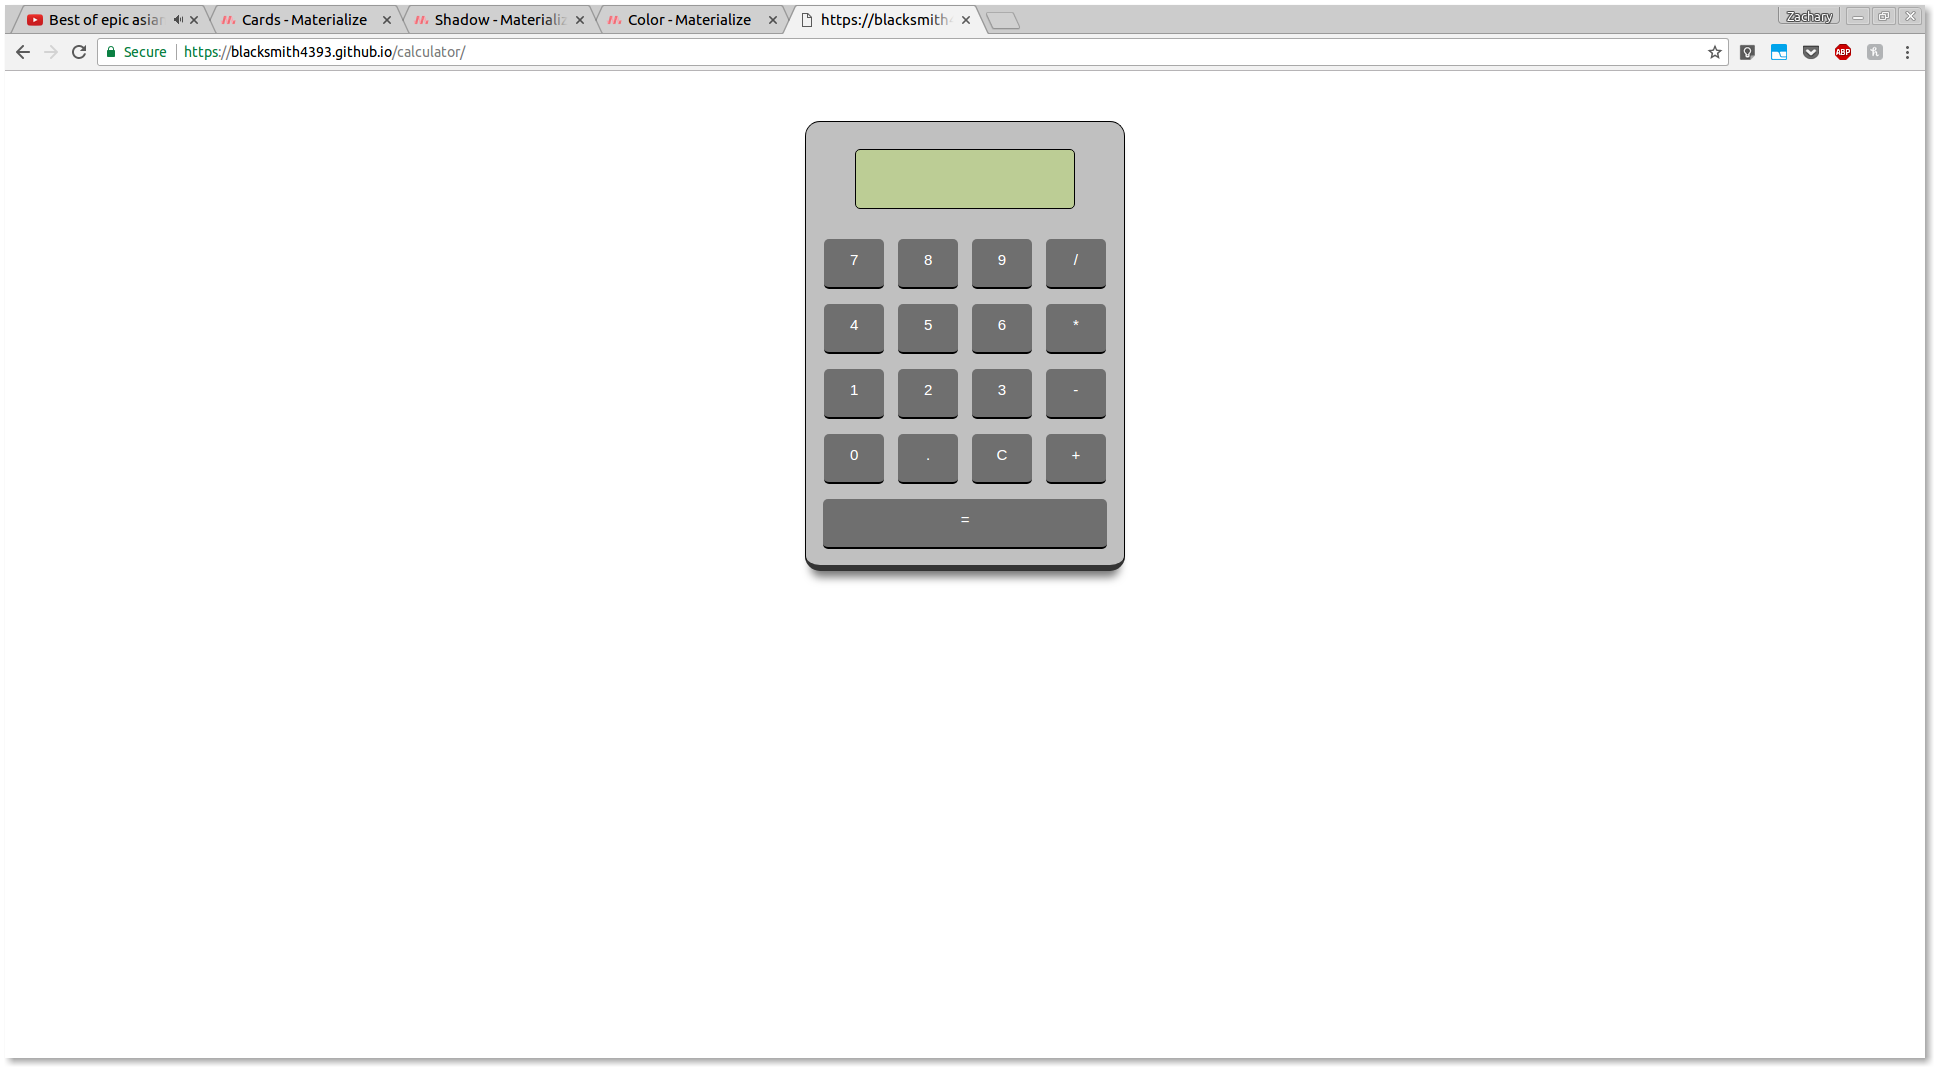 Best of epic asian Cards - Materialize Shadow - Materializ Color - Materialize https://blacksmith Zachary
Secure https://blacksmith4393.github.io/calculator/ ABP
7 8 9 /
4 5 6 *
1 2 3 -
0 . C +
=